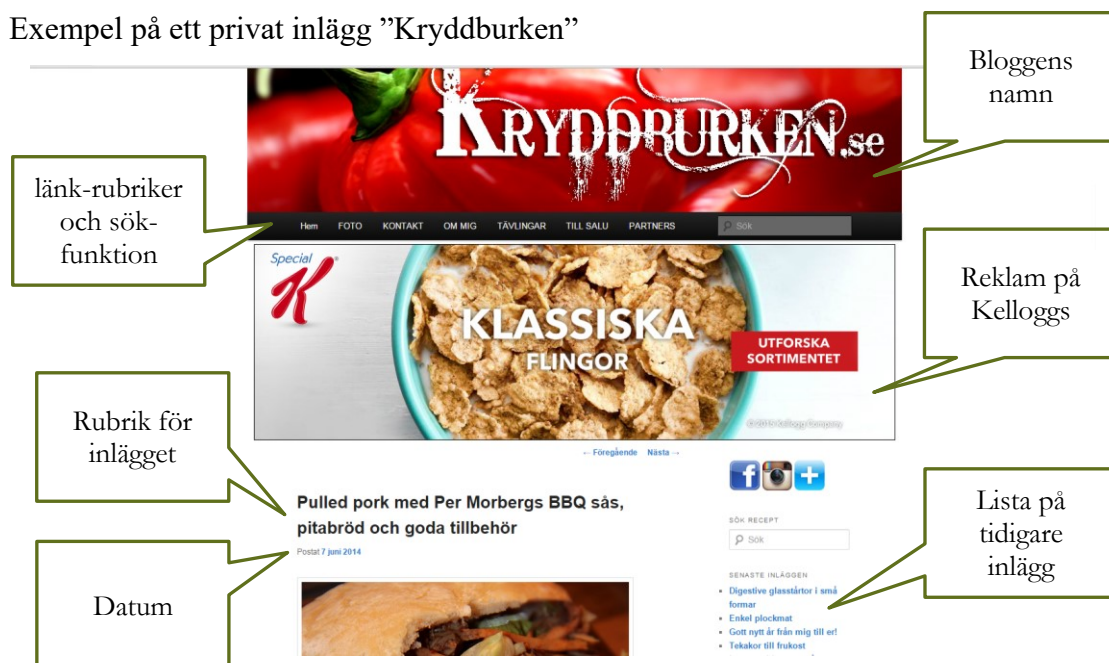 Exempel på ett privat inlägg ”Kryddburken”
Bloggens
namn
KRYDDBURKEN.se
länk-rubriker
och sök-
funktion
Hem FOTO KONTAKT OM MIG TÄVLINGAR TILL SALU PARTNERS Sök
Special
K
KLASSISKA
FLINGOR
UTFORSKA
SORTIMENTET
© 2015 Kellogg Company
Reklam på
Kelloggs
Rubrik för
inlägget
← Föregående Nästa →
Pulled pork med Per Morbergs BBQ sås,
pitabröd och goda tillbehör
Postat 7 juni 2014
Datum
SÖK RECEPT
Sök
Lista på
tidigare
inlägg
SENASTE INLÄGGEN
Digestive glasstårtor i små
formar
Enkel plockmat
Gott nytt år från mig till er!
Tekakor till frukost